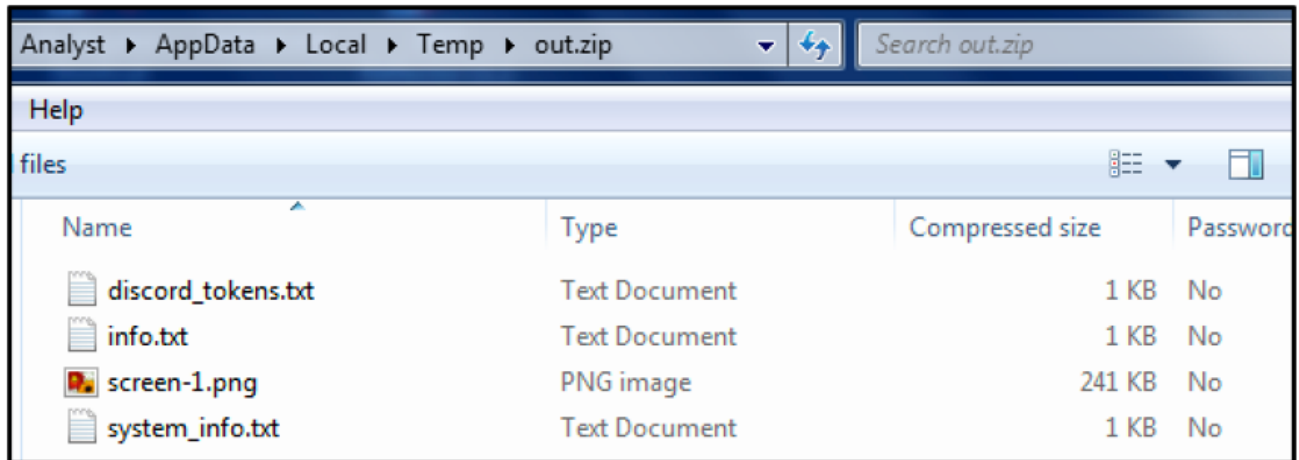 Analyst ▸ AppData ▸ Local ▸ Temp ▸ out.zip Search out.zip
Help
files
Name Type Compressed size Password
discord_tokens.txt Text Document 1 KB No
info.txt Text Document 1 KB No
screen-1.png PNG image 241 KB No
system_info.txt Text Document 1 KB No